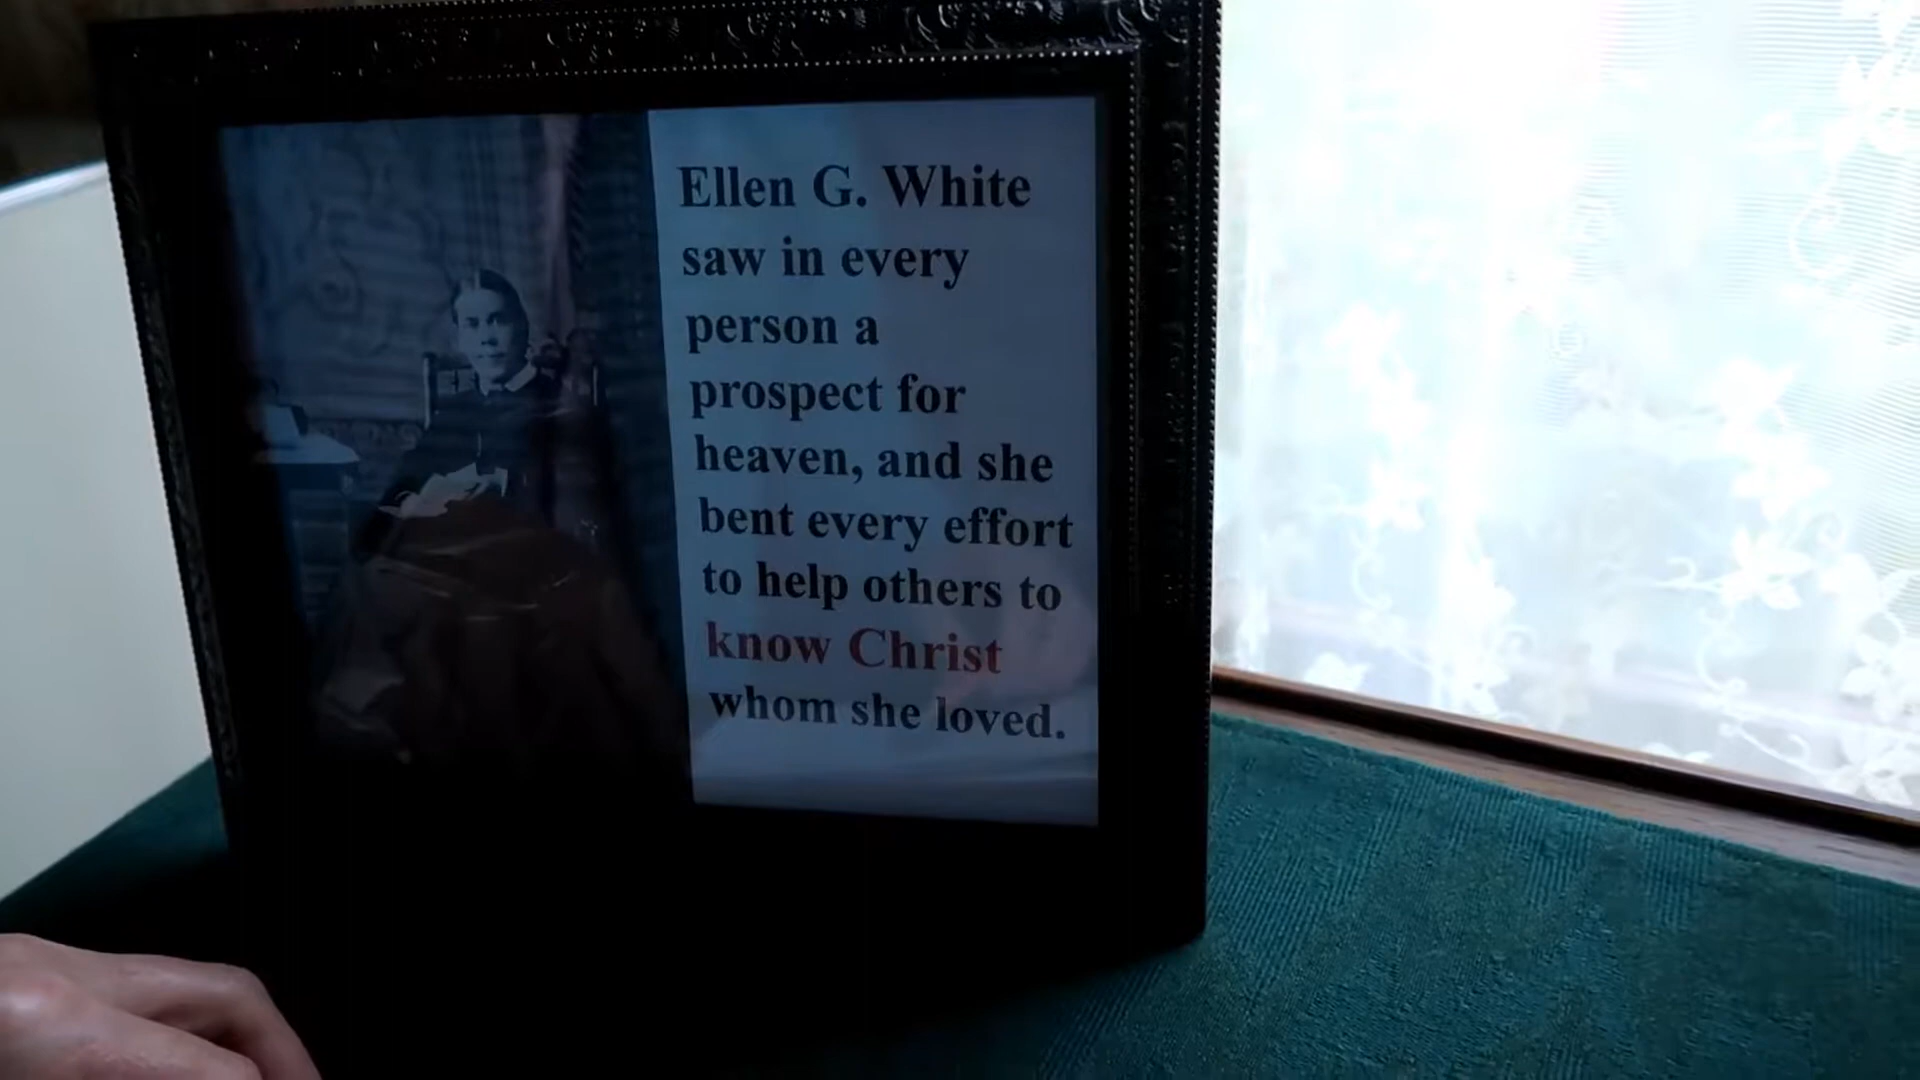 Ellen G. White
saw in every
person a
prospect for
heaven, and she
bent every effort
to help others to
know Christ
whom she loved.